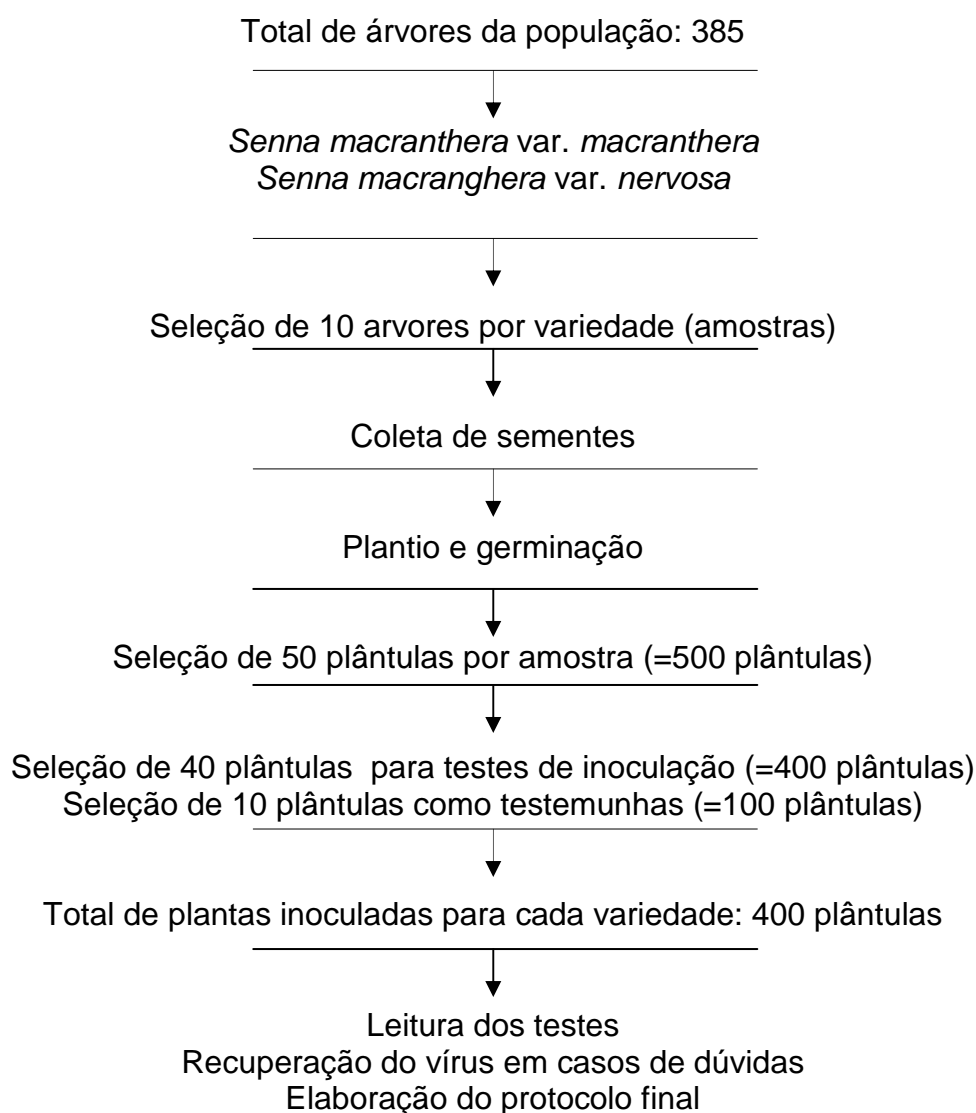 Total de árvores da população: 385
Senna macranthera var. macranthera
Senna macranghera var. nervosa
Seleção de 10 arvores por variedade (amostras)
Coleta de sementes
Plantio e germinação
Seleção de 50 plântulas por amostra (=500 plântulas)
Seleção de 40 plântulas para testes de inoculação (=400 plântulas)
Seleção de 10 plântulas como testemunhas (=100 plântulas)
Total de plantas inoculadas para cada variedade: 400 plântulas
Leitura dos testes
Recuperação do vírus em casos de dúvidas
Elaboração do protocolo final